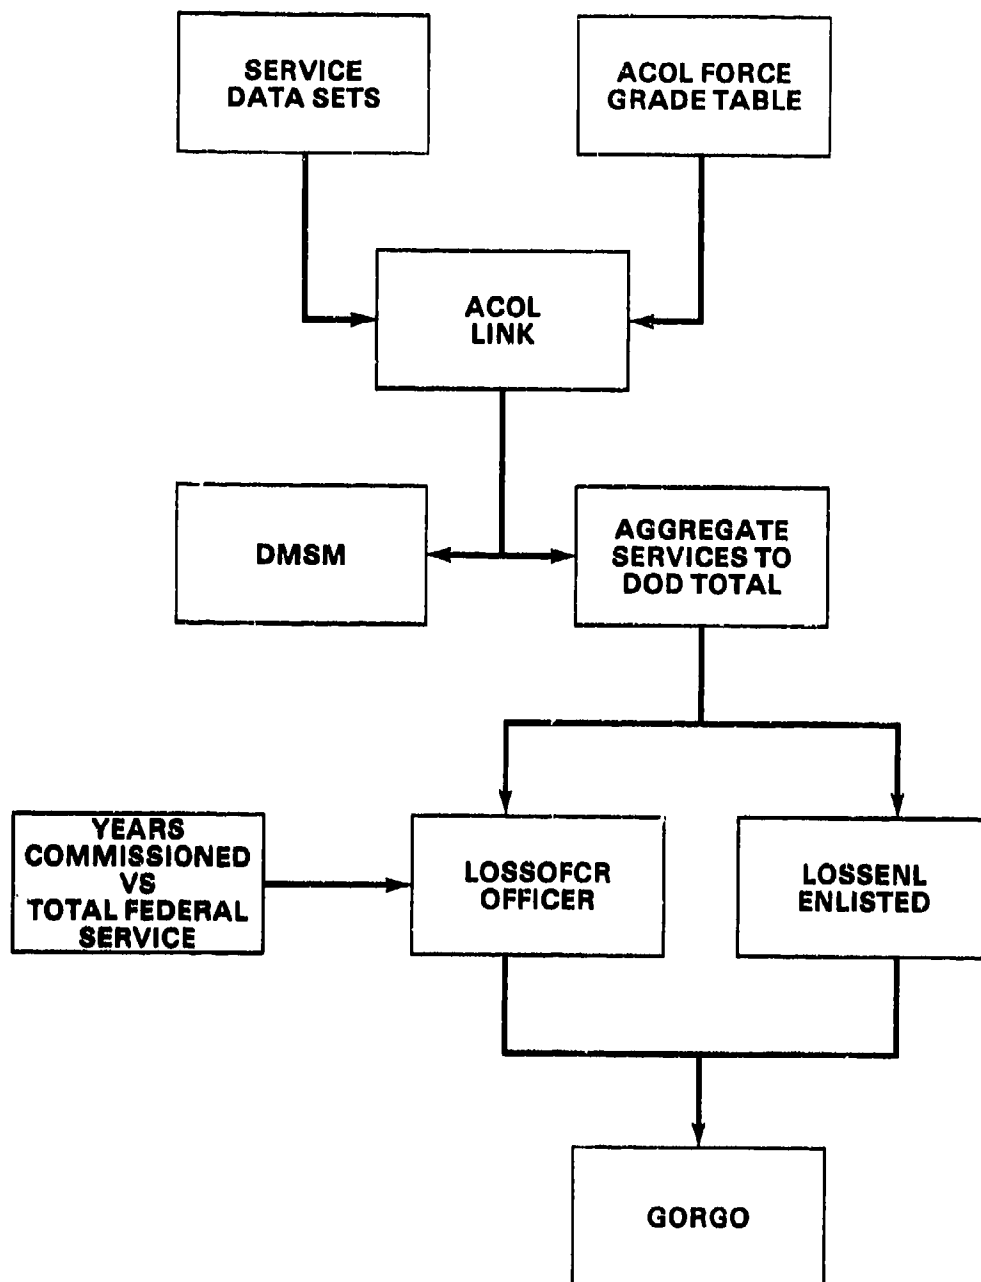 SERVICE
DATA SETS
ACOL FORCE
GRADE TABLE
ACOL
LINK
DMSM
AGGREGATE
SERVICES TO
DOD TOTAL
YEARS
COMMISSIONED
VS
TOTAL FEDERAL
SERVICE
LOSSOFCR
OFFICER
LOSSENL
ENLISTED
GORGO